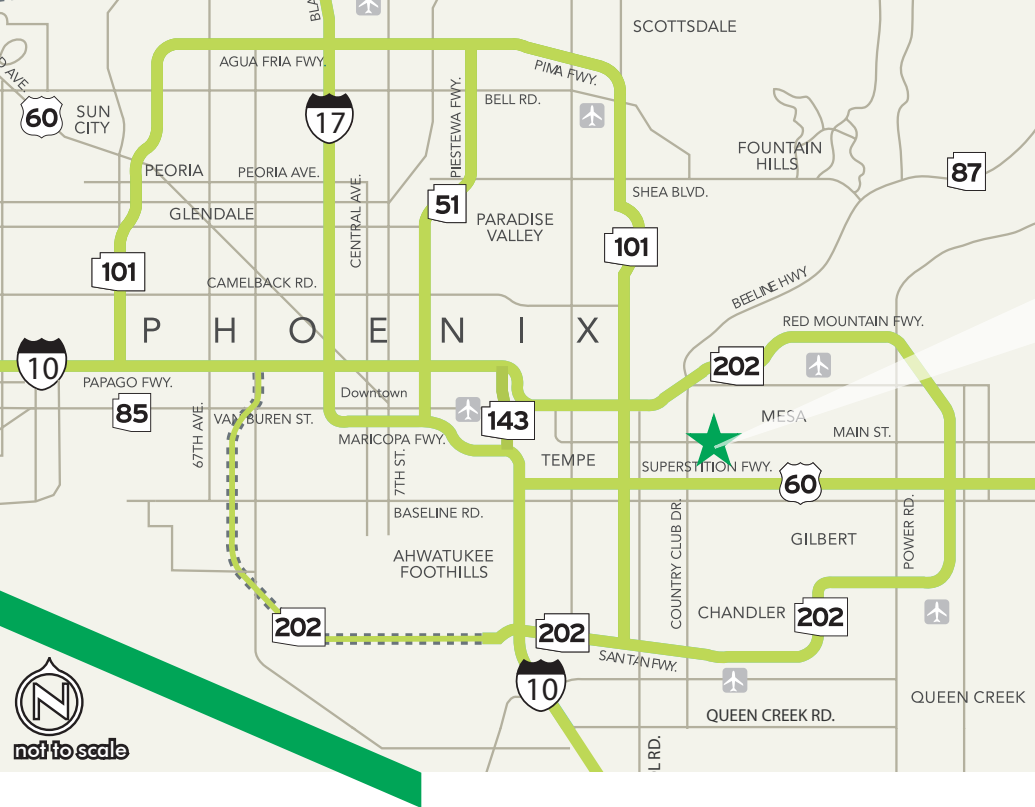 SCOTTSDALE
AGUA FRIA FWY.
PIMA FWY.
60
SUN
CITY
17
PIESTEWA FWY.
BELL RD.
FOUNTAIN
HILLS
87
PEORIA
PEORIA AVE.
CENTRAL AVE.
SHEA BLVD.
51
GLENDALE
PARADISE
VALLEY
101
101
CAMELBACK RD.
BEELINE HWY
RED MOUNTAIN FWY.
PHOENIX
10
PAPAGO FWY.
202
Downtown
85
67TH AVE.
VAN BUREN ST.
143
MESA
MAIN ST.
MARICOPA FWY.
7TH ST.
TEMPE
SUPERSTITION FWY.
60
BASELINE RD.
COUNTRY CLUB DR.
POWER RD.
GILBERT
AHWATUKEE
FOOTHILLS
CHANDLER
202
202
202
SAN TAN FWY.
10
QUEEN CREEK
QUEEN CREEK RD.
N
not to scale